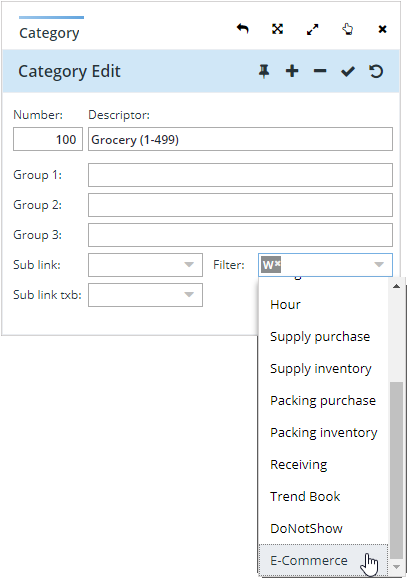 Category
Category Edit
Number: Descriptor:
100 Grocery (1-499)
Group 1:
Group 2:
Group 3:
Sub link: Filter: W×
Sub link txb:
Hour
Supply purchase
Supply inventory
Packing purchase
Packing inventory
Receiving
Trend Book
DoNotShow
E-Commerce